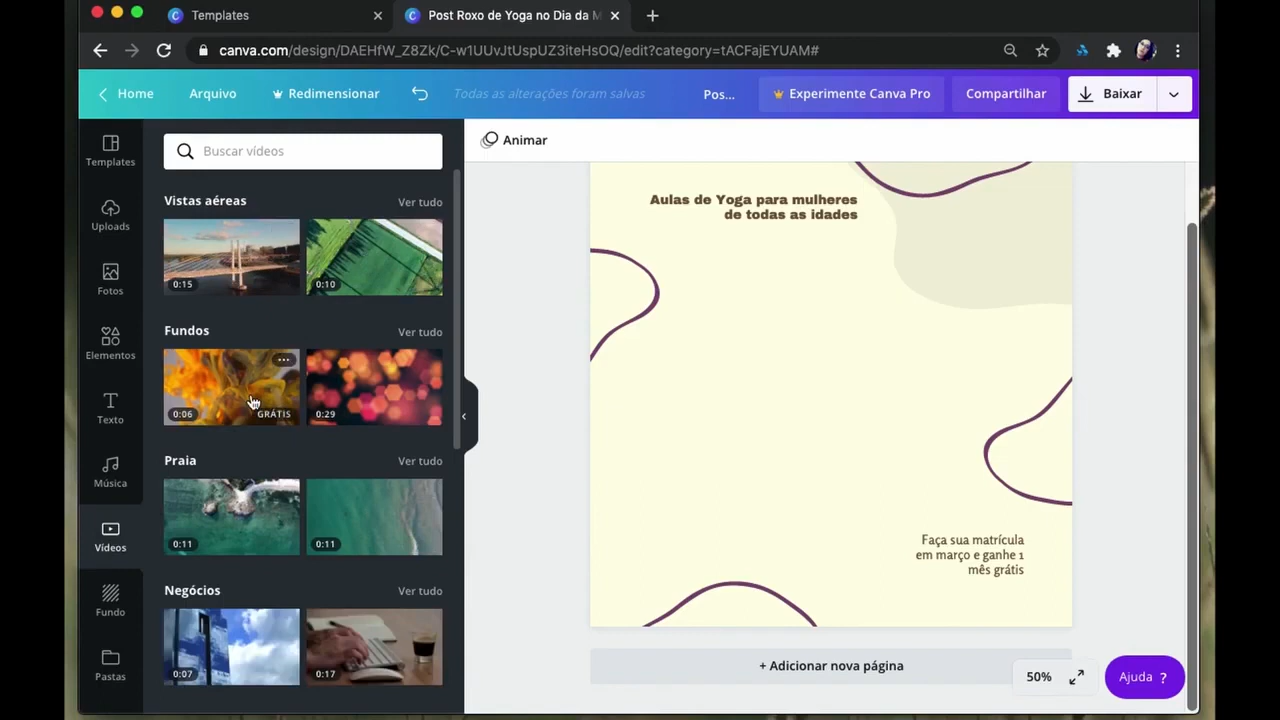 Templates
Post Roxo de Yoga no Dia da M
canva.com/design/DAEHfW_Z8Zk/C-w1UUvJtUspUZ3iteHsOQ/edit?category=tACFajEYUAM#
Home
Arquivo
Redimensionar
Todas as alterações foram salvas
Pos...
Experimente Canva Pro
Compartilhar
Baixar
Templates
Uploads
Fotos
Elementos
Texto
Música
Vídeos
Fundo
Pastas
Buscar vídeos
Vistas aéreas
Ver tudo
0:15
0:10
Fundos
Ver tudo
0:06
GRÁTIS
0:29
Praia
Ver tudo
0:11
0:11
Negócios
Ver tudo
0:07
0:17
Animar
Aulas de Yoga para mulheres
de todas as idades
Faça sua matrícula
em março e ganhe 1
mês grátis
+ Adicionar nova página
50%
Ajuda ?